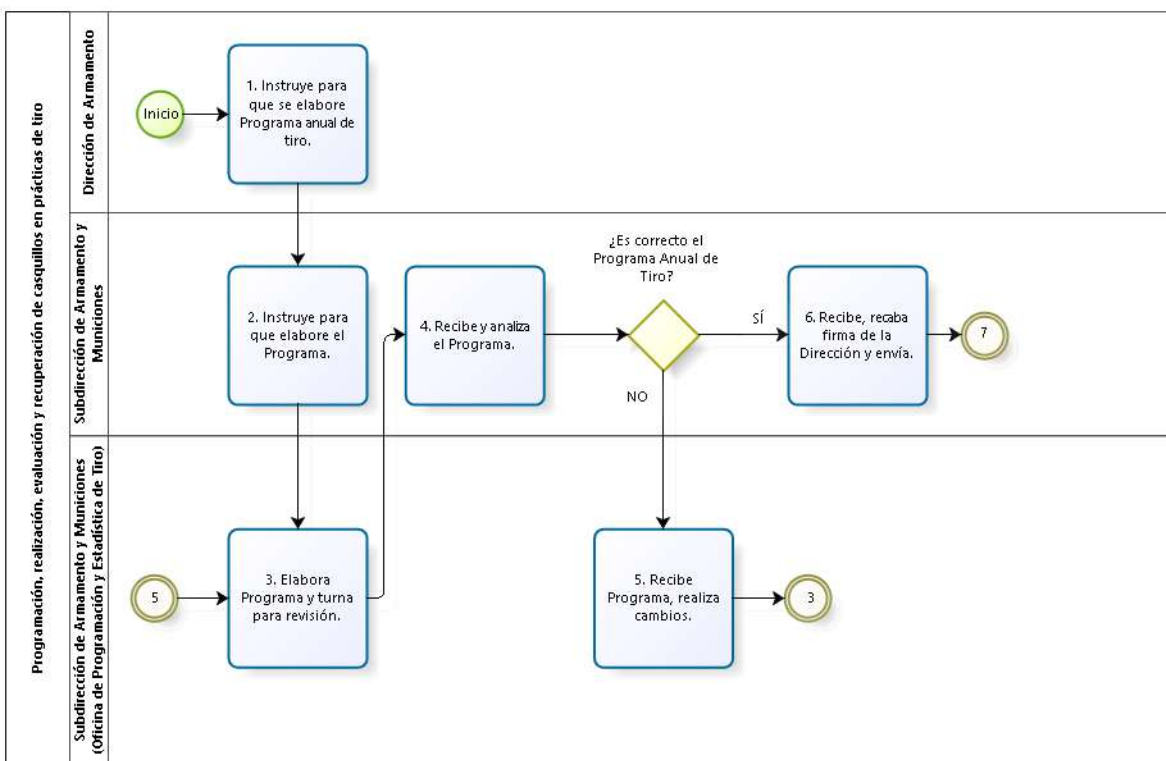 Programación, realización, evaluación y recuperación de casquillos en prácticas de tiro
Dirección de Armamento
Inicio
1. Instruye para
que se elabore
Programa anual de
tiro.
Subdirección de Armamento y
Municiones
2. Instruye para
que elabore el
Programa.
4. Recibe y analiza
el Programa.
¿Es correcto el
Programa Anual de
Tiro?
SÍ
NO
6. Recibe, recaba
firma de la
Dirección y envía.
7
Subdirección de Armamento y Municiones
(Oficina de Programación y Estadística de Tiro)
5
3. Elabora
Programa y turna
para revisión.
5. Recibe
Programa, realiza
cambios.
3